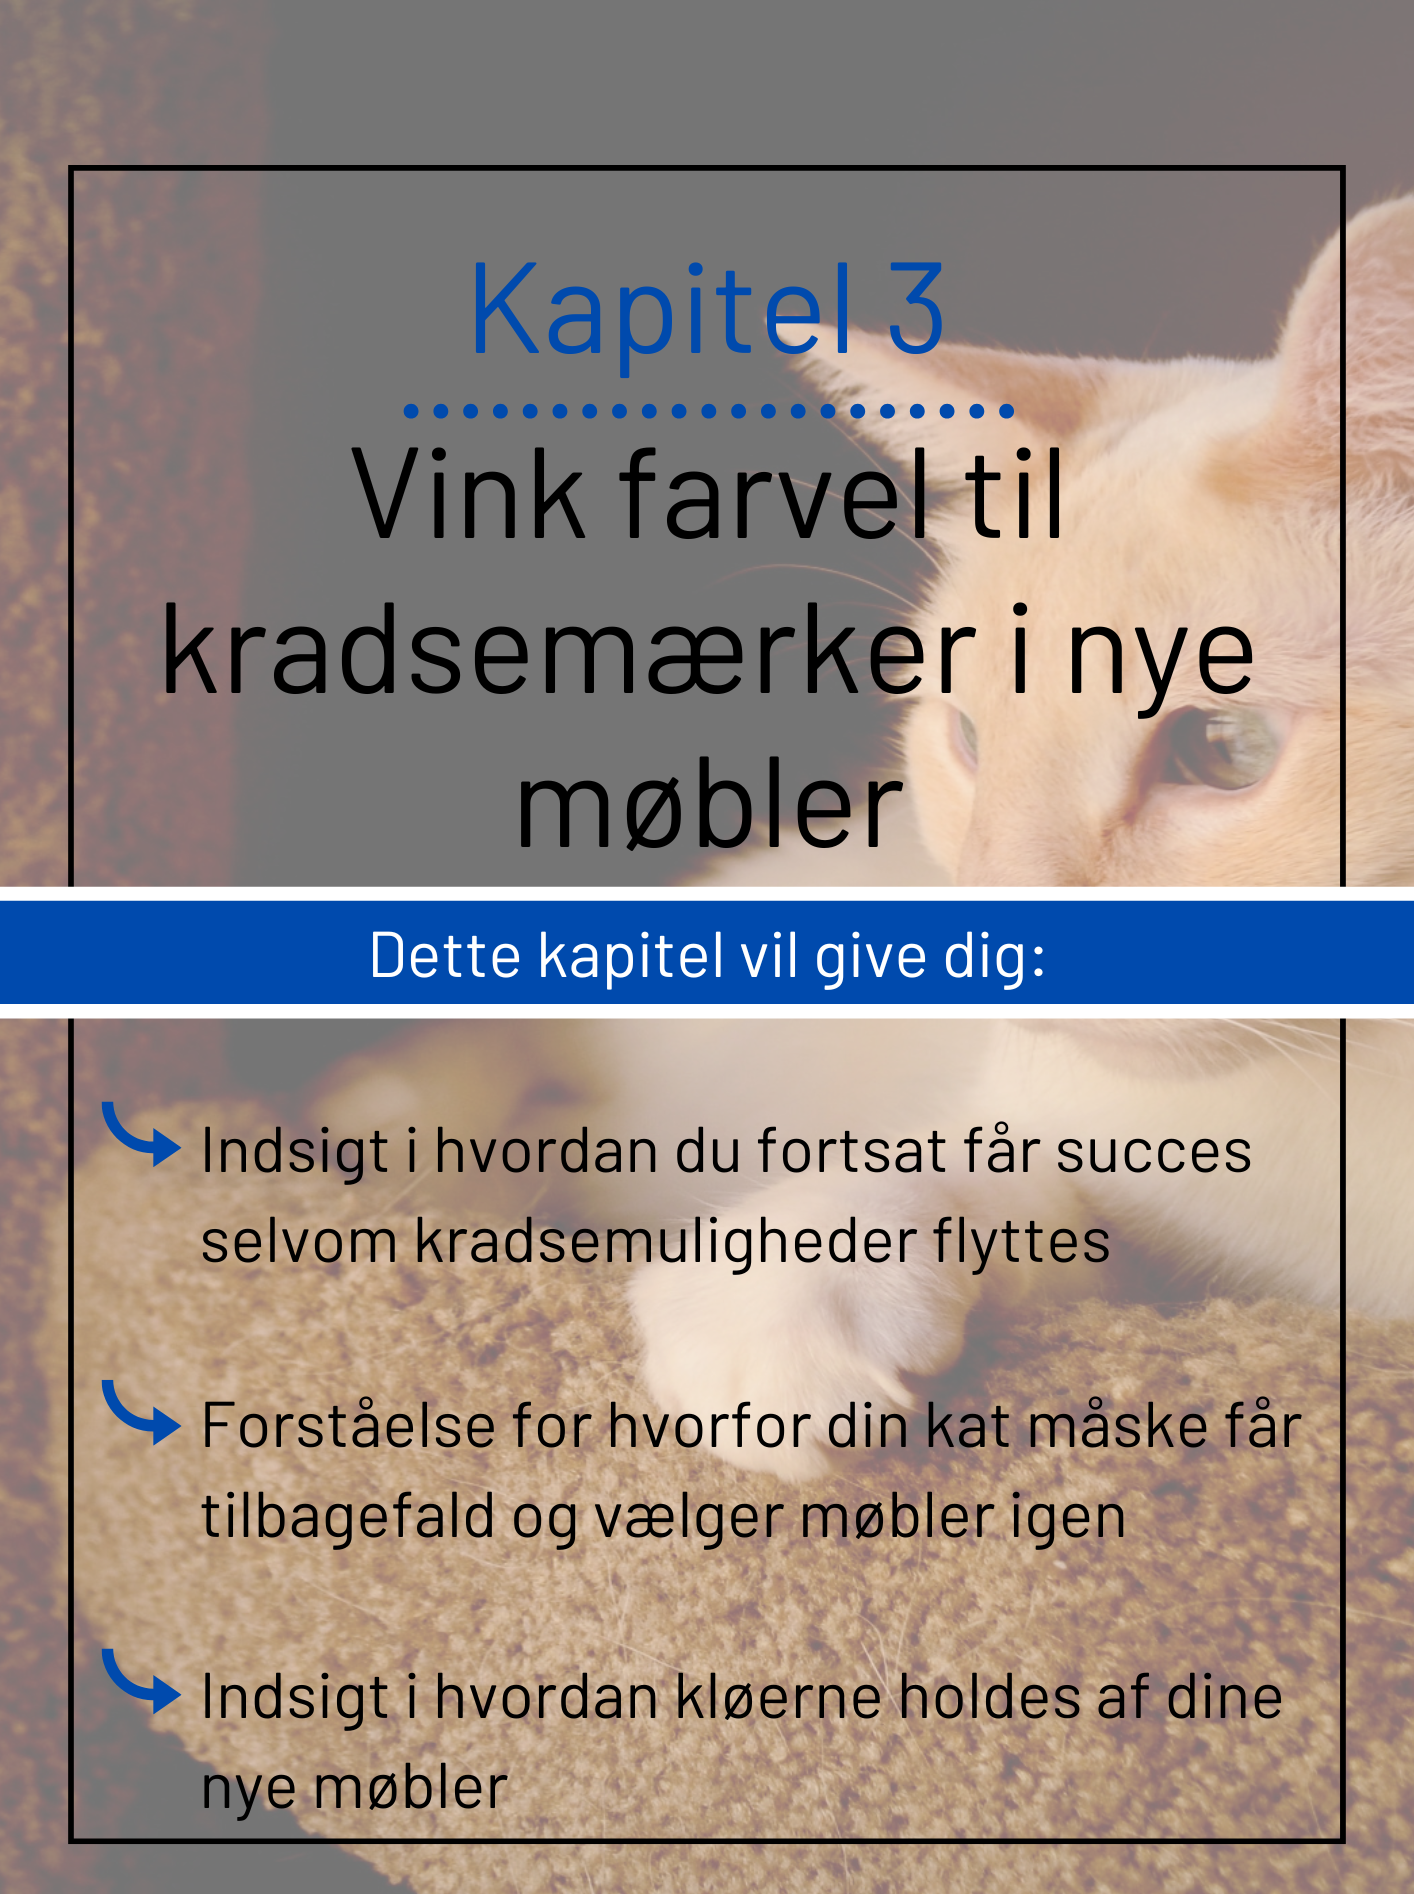 Kapitel 3
Vink farvel til
kradsemærker i nye
møbler
Dette kapitel vil give dig:
Indsigt i hvordan du fortsat får succes
selvom kradsemuligheder flyttes
Forståelse for hvorfor din kat måske får
tilbagefald og vælger møbler igen
Indsigt i hvordan kløerne holdes af dine
nye møbler